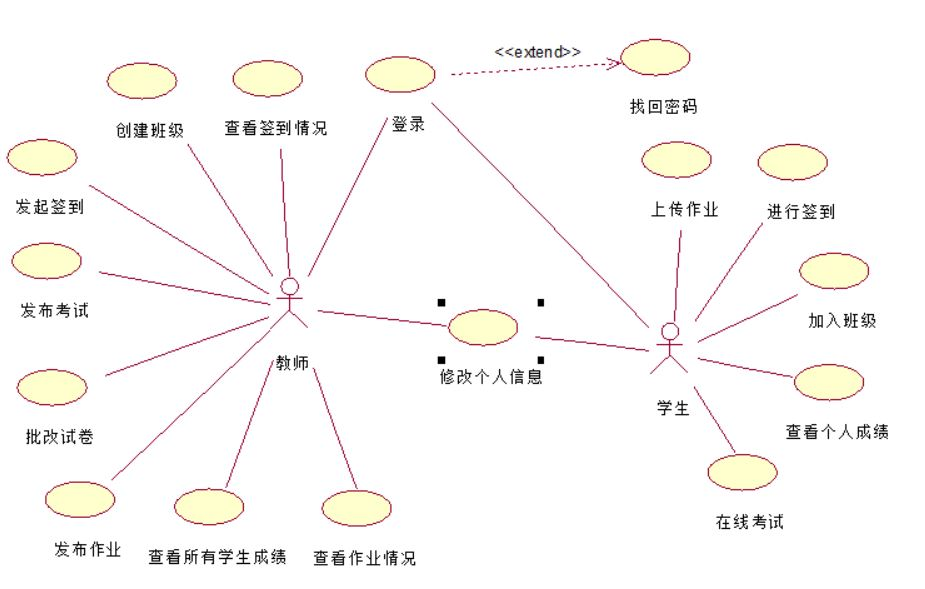 <<extend>>
找回密码
创建班级
查看签到情况
登录
发起签到
上传作业
进行签到
发布考试
加入班级
教师
修改个人信息
学生
批改试卷
查看个人成绩
在线考试
发布作业
查看所有学生成绩
查看作业情况